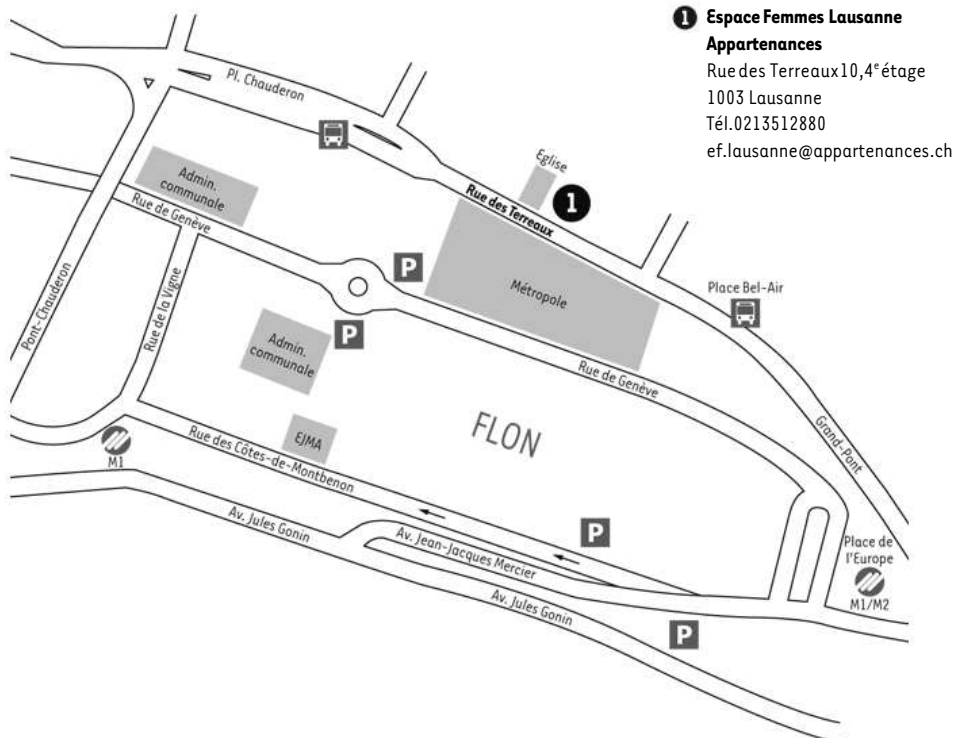 1 Espace Femmes Lausanne
Appartenances
Rue des Terreaux 10, 4e étage
1003 Lausanne
Tél. 021 351 28 80
ef.lausanne@appartenances.ch
Pl. Chauderon
Eglise
1
Admin.
communale
Rue des Terreaux
Rue de Genève
P
Métropole
Place Bel-Air
Pont-Chauderon
Rue de la Vigne
P
Admin.
communale
Rue de Genève
FLON
EJMA
Grand-Pont
M1
Rue des Côtes-de-Montbenon
Av. Jules Gonin
P
Av. Jean-Jacques Mercier
Place de
l'Europe
M1/M2
Av. Jules Gonin
P